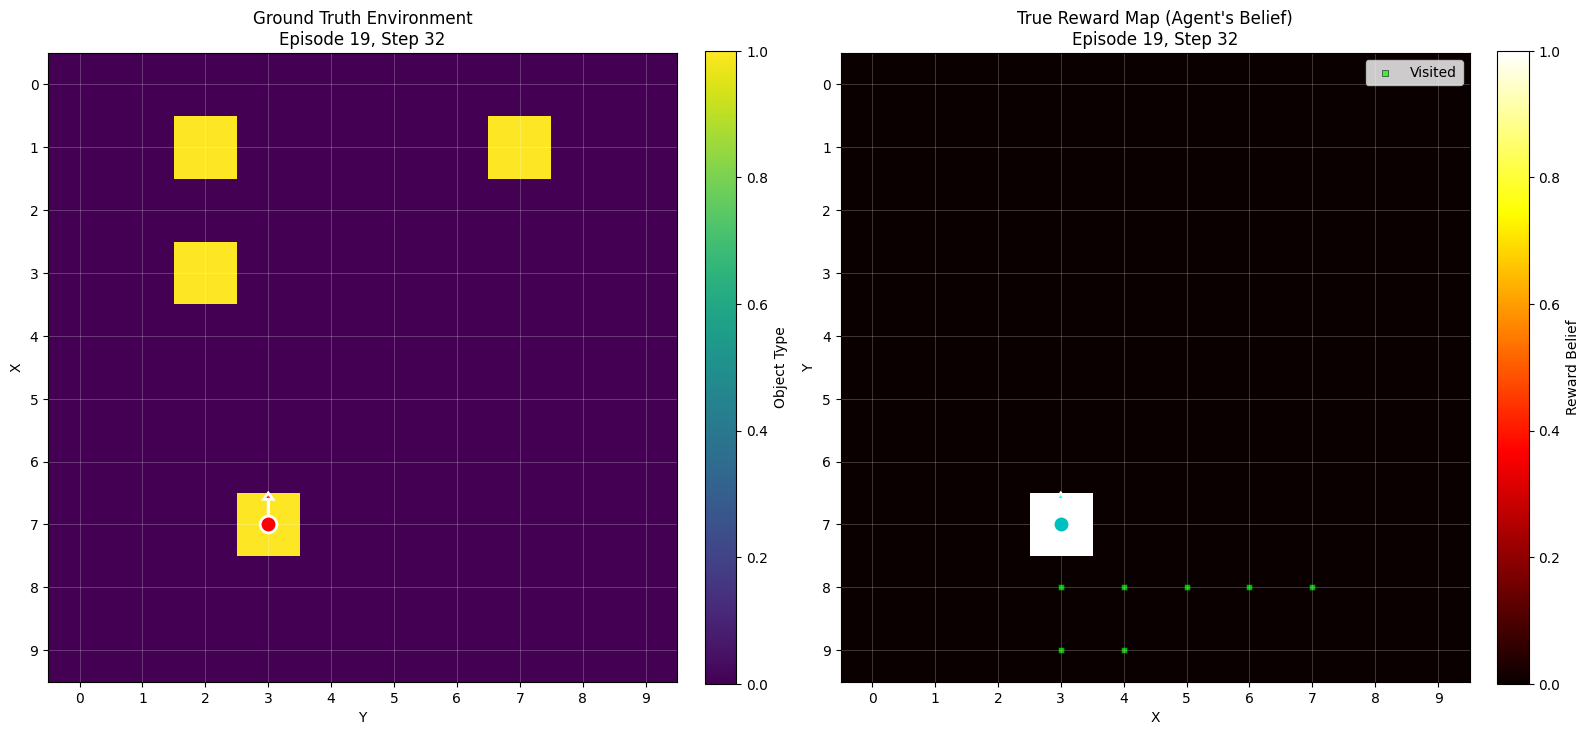 Ground Truth Environment
Episode 19, Step 32
0
1
2
3
4
5
6
7
8
9
X
0 1 2 3 4 5 6 7 8 9
Y
1.0
0.8
0.6
0.4
0.2
0.0
Object Type
True Reward Map (Agent's Belief)
Episode 19, Step 32
Visited
0
1
2
3
4
5
6
7
8
9
Y
0 1 2 3 4 5 6 7 8 9
X
1.0
0.8
0.6
0.4
0.2
0.0
Reward Belief